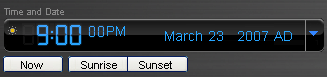 Time and Date
9:00 00PM March 23 2007 AD
Now Sunrise Sunset